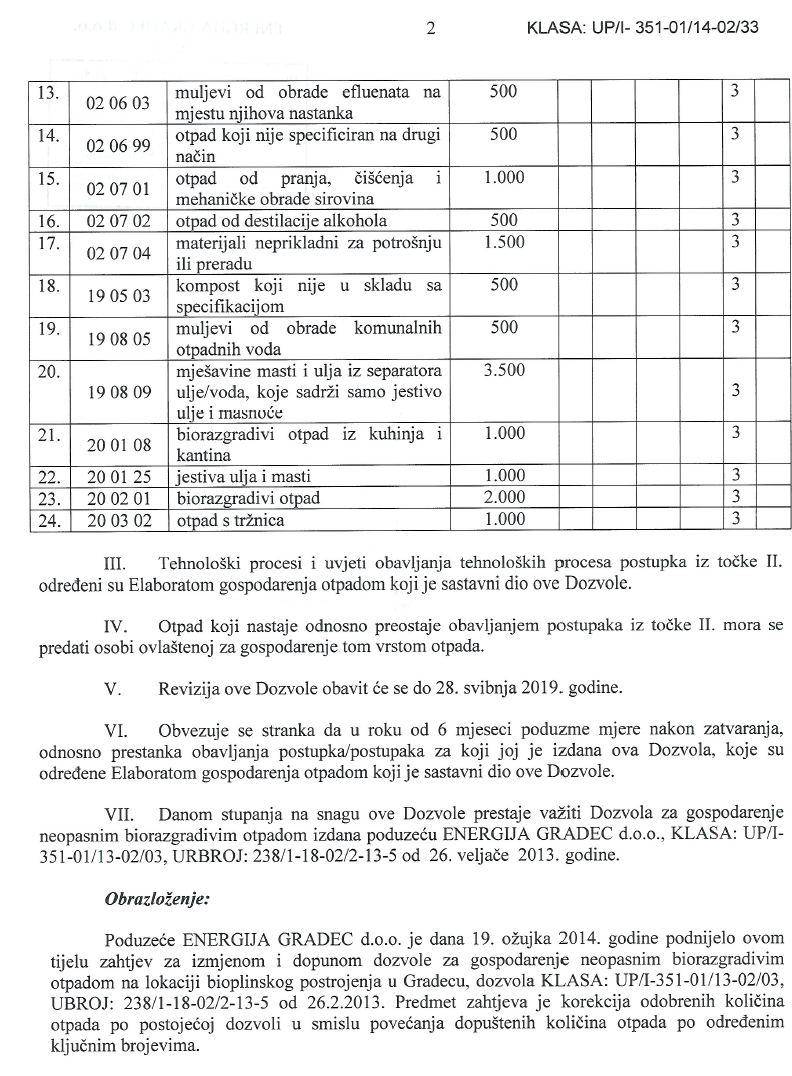 2 KLASA: UP/I- 351-01/14-02/33
13. 02 06 03 muljevi od obrade efluenata na mjestu njihova nastanka 500 3
14. 02 06 99 otpad koji nije specificiran na drugi način 500 3
15. 02 07 01 otpad od pranja, čišćenja i mehaničke obrade sirovina 1.000 3
16. 02 07 02 otpad od destilacije alkohola 500 3
17. 02 07 04 materijali neprikladni za potrošnju ili preradu 1.500 3
18. 19 05 03 kompost koji nije u skladu sa specifikacijom 500 3
19. 19 08 05 muljevi od obrade komunalnih otpadnih voda 500 3
20. 19 08 09 mješavine masti i ulja iz separatora ulje/voda, koje sadrži samo jestivo ulje i masnoće 3.500 3
21. 20 01 08 biorazgradivi otpad iz kuhinja i kantina 1.000 3
22. 20 01 25 jestiva ulja i masti 1.000 3
23. 20 02 01 biorazgradivi otpad 2.000 3
24. 20 03 02 otpad s tržnica 1.000 3
III. Tehnološki procesi i uvjeti obavljanja tehnoloških procesa postupka iz točke II.
određeni su Elaboratom gospodarenja otpadom koji je sastavni dio ove Dozvole.
IV. Otpad koji nastaje odnosno preostaje obavljanjem postupaka iz točke II. mora se
predati osobi ovlaštenoj za gospodarenje tom vrstom otpada.
V. Revizija ove Dozvole obavit će se do 28. svibnja 2019. godine.
VI. Obvezuje se stranka da u roku od 6 mjeseci poduzme mjere nakon zatvaranja,
odnosno prestanka obavljanja postupka/postupaka za koji joj je izdana ova Dozvola, koje su
određene Elaboratom gospodarenja otpadom koji je sastavni dio ove Dozvole.
VII. Danom stupanja na snagu ove Dozvole prestaje važiti Dozvola za gospodarenje
neopasnim biorazgradivim otpadom izdana poduzeću ENERGIJA GRADEC d.o.o., KLASA: UP/I-
351-01/13-02/03, URBROJ: 238/1-18-02/2-13-5 od 26. veljače 2013. godine.
Obrazloženje:
Poduzeće ENERGIJA GRADEC d.o.o. je dana 19. ožujka 2014. godine podnijelo ovom
tijelu zahtjev za izmjenom i dopunom dozvole za gospodarenje neopasnim biorazgradivim
otpadom na lokaciji bioplinskog postrojenja u Gradecu, dozvola KLASA: UP/I-351-01/13-02/03,
UBROJ: 238/1-18-02/2-13-5 od 26.2.2013. Predmet zahtjeva je korekcija odobrenih količina
otpada po postojećoj dozvoli u smislu povećanja dopuštenih količina otpada po određenim
ključnim brojevima.